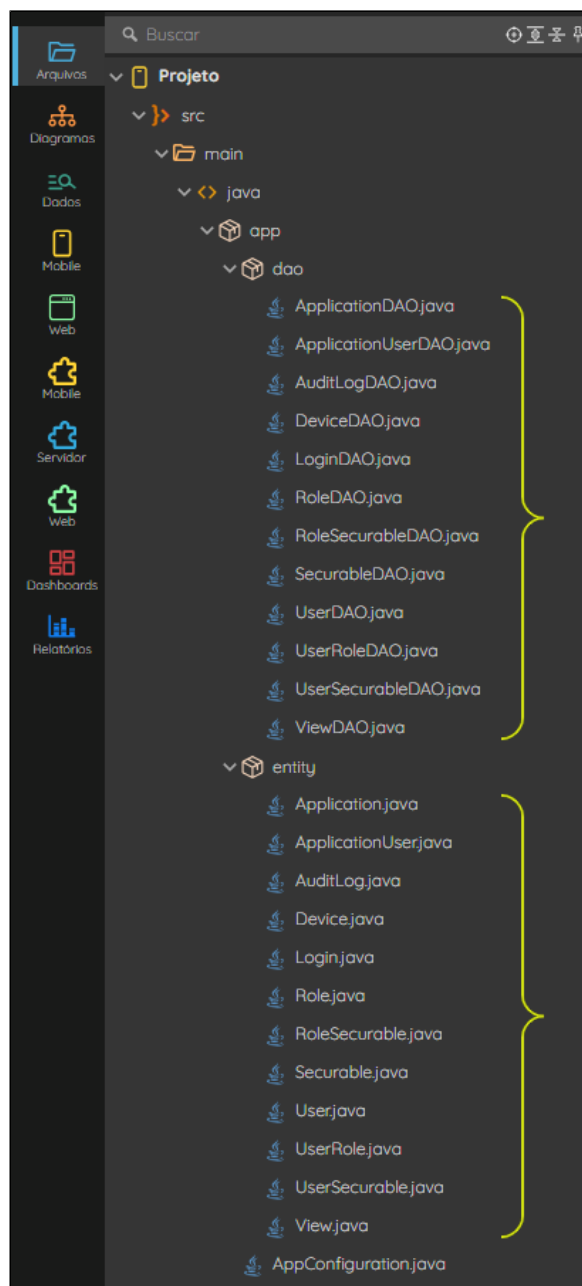 Buscar
Arquivos
Projeto
src
Diagramas
main
Dados
java
app
Mobile
dao
Web
ApplicationDAO.java
ApplicationUserDAO.java
Mobile
AuditLogDAO.java
DeviceDAO.java
Servidor
LoginDAO.java
RoleDAO.java
Web
RoleSecurableDAO.java
SecurableDAO.java
Dashboards
UserDAO.java
UserRoleDAO.java
Relatórios
UserSecurableDAO.java
ViewDAO.java
entity
Application.java
ApplicationUser.java
AuditLog.java
Device.java
Login.java
Role.java
RoleSecurable.java
Securable.java
User.java
UserRole.java
UserSecurable.java
View.java
AppConfiguration.java